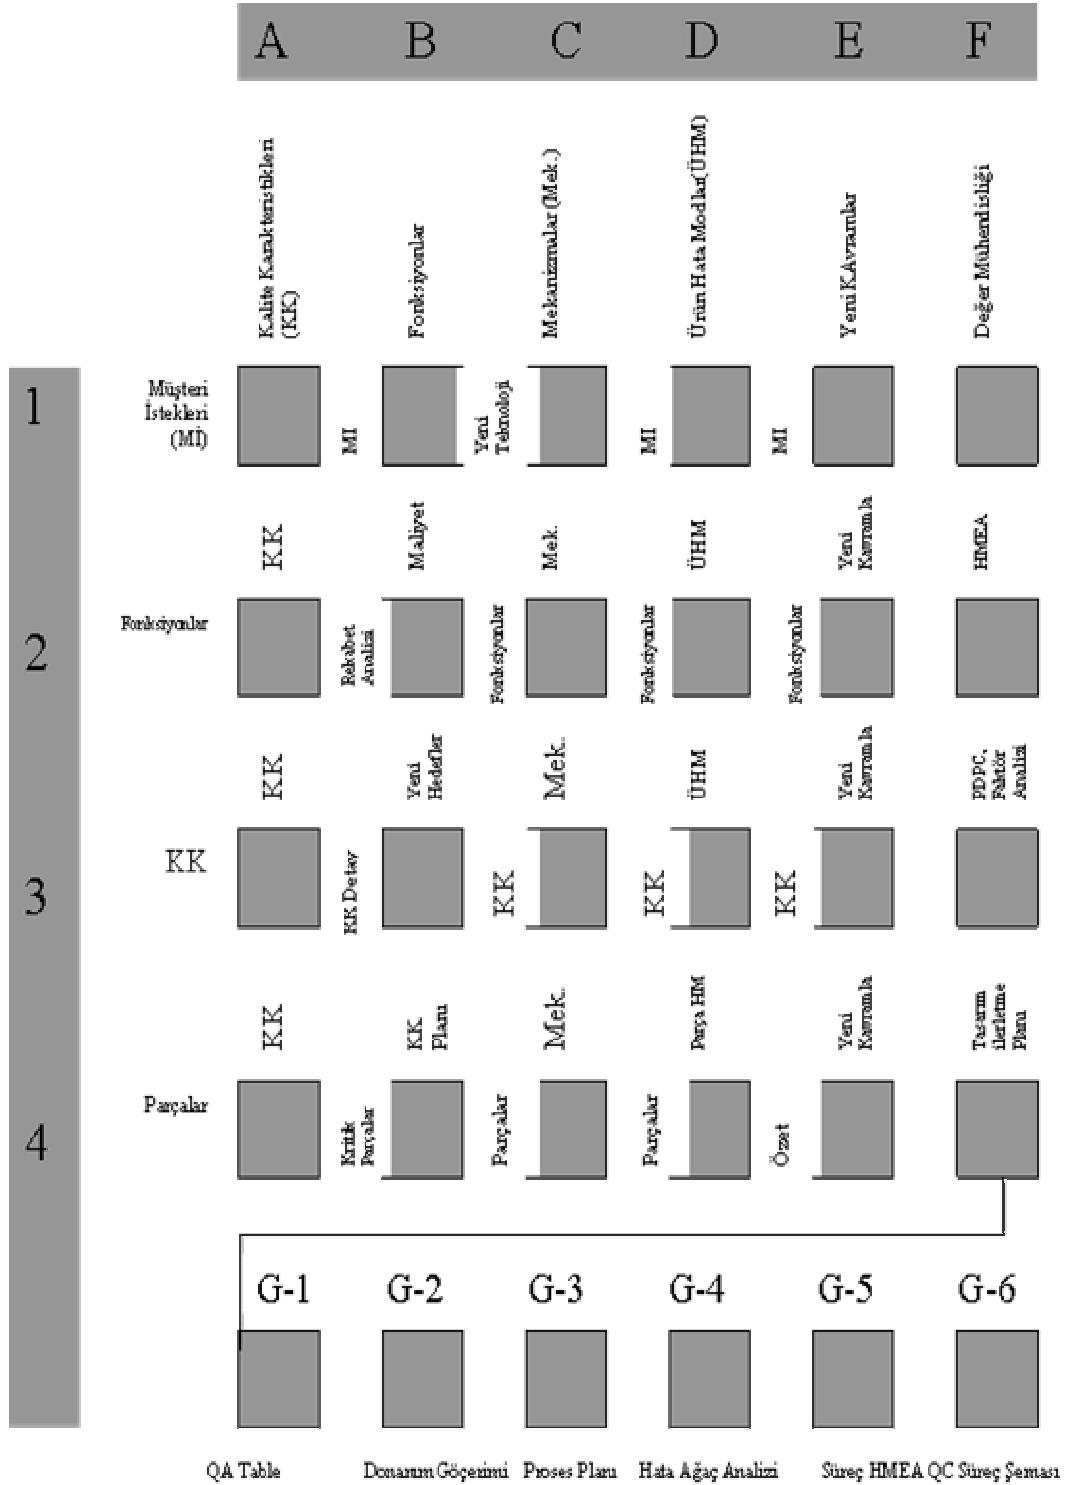 A B C D E F
Kalite Karakteristikleri
(KK)
Fonksiyonlar
Mekanizmalar (Mek.)
Ürün Hata Modları(ÜHM)
Yeni KAvramlar
Değer Mühendisliği
1
Müşteri
İstekleri
(Mİ)
MI
Yeni
Teknoloji
MI
MI
KK
Maliyet
Mek.
ÜHM
Yeni
Kavramla
HMEA
2
Fonksiyonlar
Rekabet
Analizi
Fonksiyonlar
Fonksiyonlar
Fonksiyonlar
KK
Yeni
Hedefler
Mek.
ÜHM
Yeni
Kavramla
PDPC,
Faktör
Analizi
3
KK
KK Detay
KK
KK
KK
KK
KK
Planı
Mek.
Parça HM
Yeni
Kavramla
Tasarım
ilerletme
Planı
4
Parçalar
Kritik
Parçalar
Parçalar
Parçalar
Özet
G-1 G-2 G-3 G-4 G-5 G-6
QA Table Donanım Göçerimi Proses Planı Hata Ağaç Analizi Süreç HMEA QC Süreç Şeması